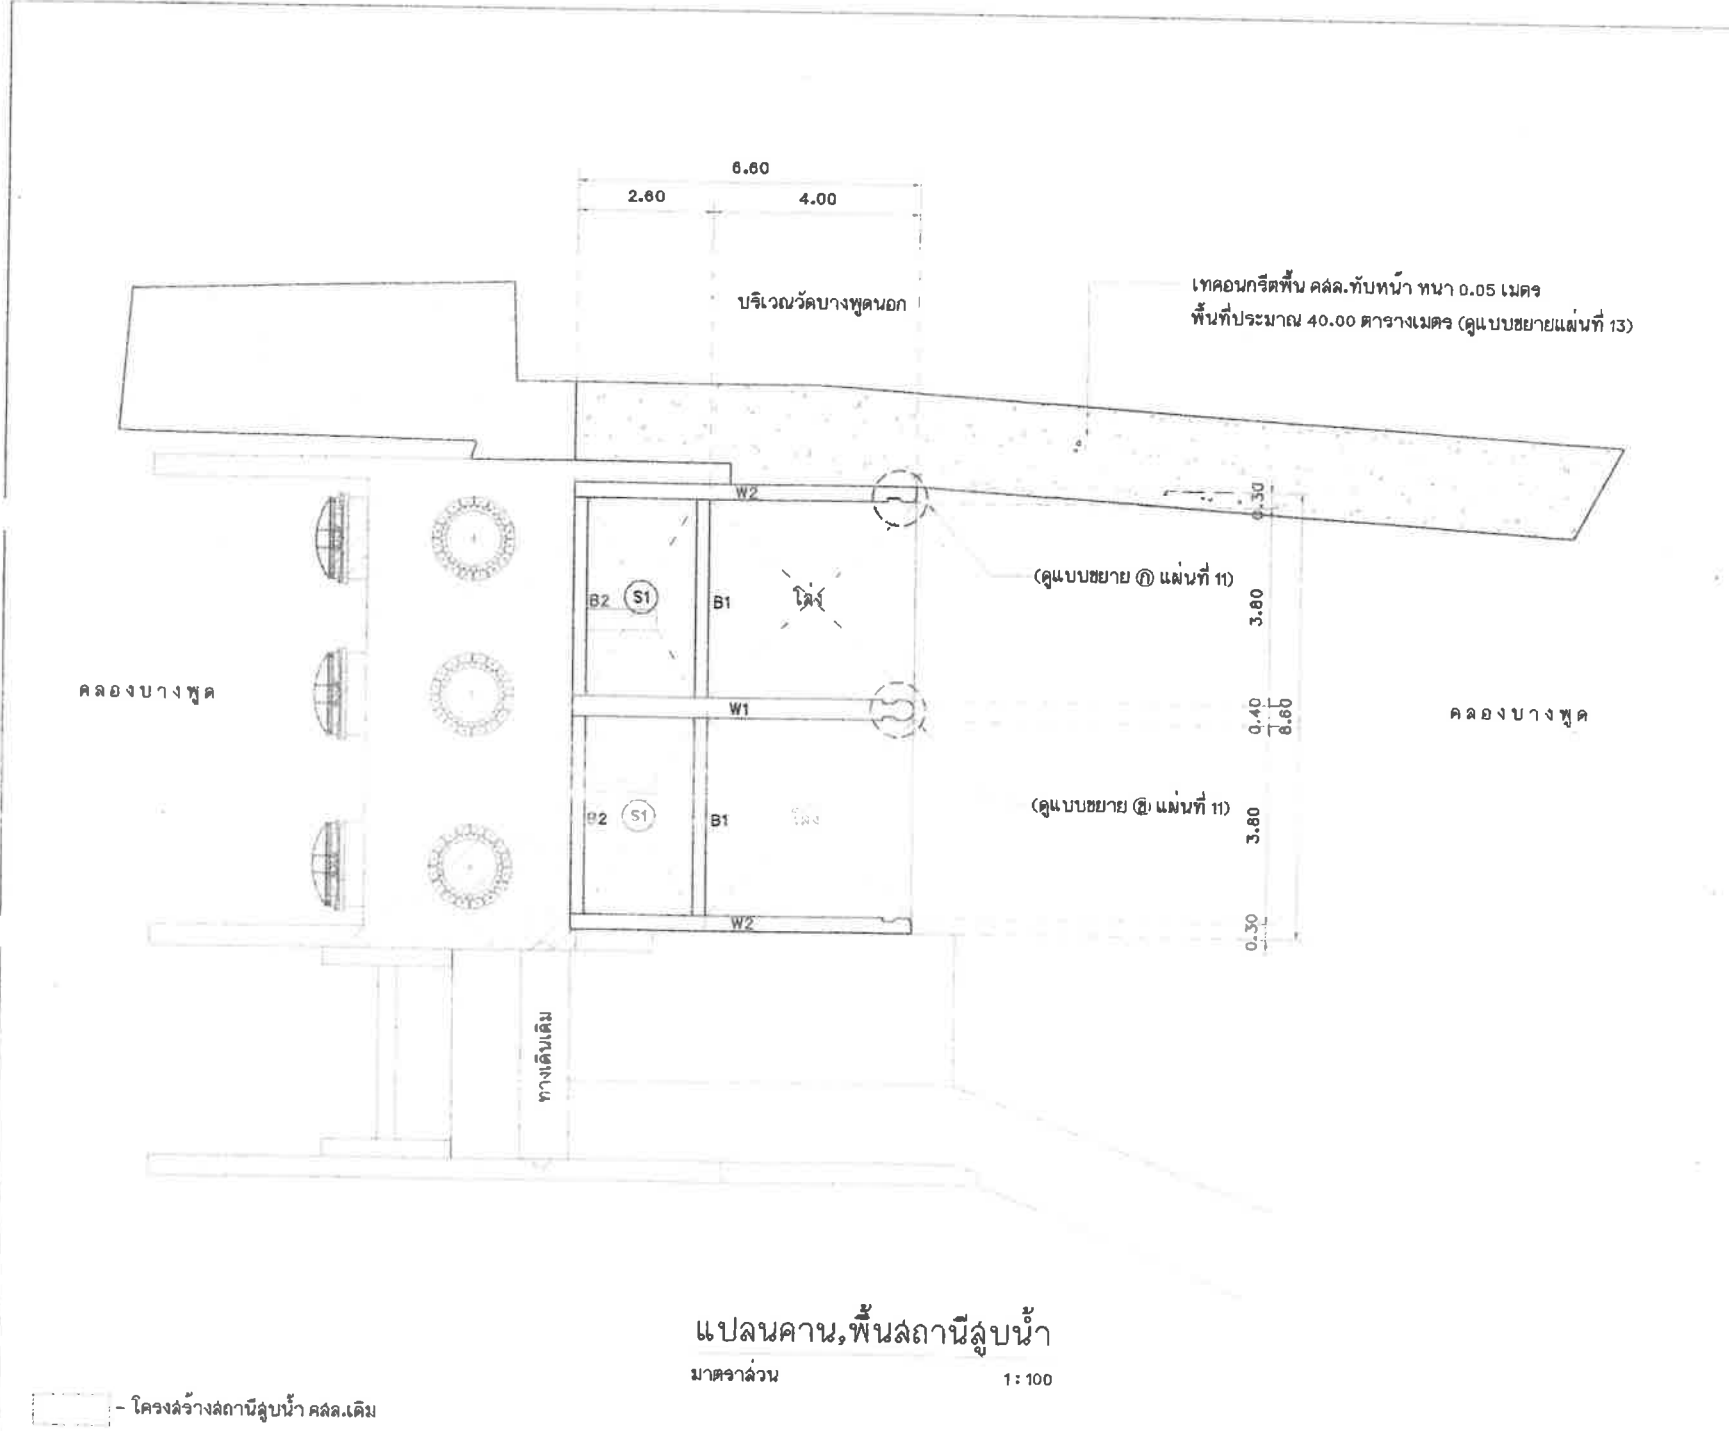 6.60
2.60
4.00
บริเวณวัดบางพูดนอก
เทคอนกรีตพื้น คสล.ทับหน้า หนา 0.05 เมตร
พื้นที่ประมาณ 40.00 ตารางเมตร (ดูแบบขยายแผ่นที่ 13)
W2
0.30
(ดูแบบขยาย ก แผ่นที่ 11)
B2
S1
B1
โล่ง
3.80
คลองบางพูด
W1
0.40
8.60
คลองบางพูด
(ดูแบบขยาย ข แผ่นที่ 11)
B2
S1
B1
โล่ง
3.80
W2
0.30
ทางเดินเดิม
แปลนคาน,พื้นสถานีสูบน้ำ
มาตราส่วน 1:100
- โครงสร้างสถานีสูบน้ำ คสล.เดิม